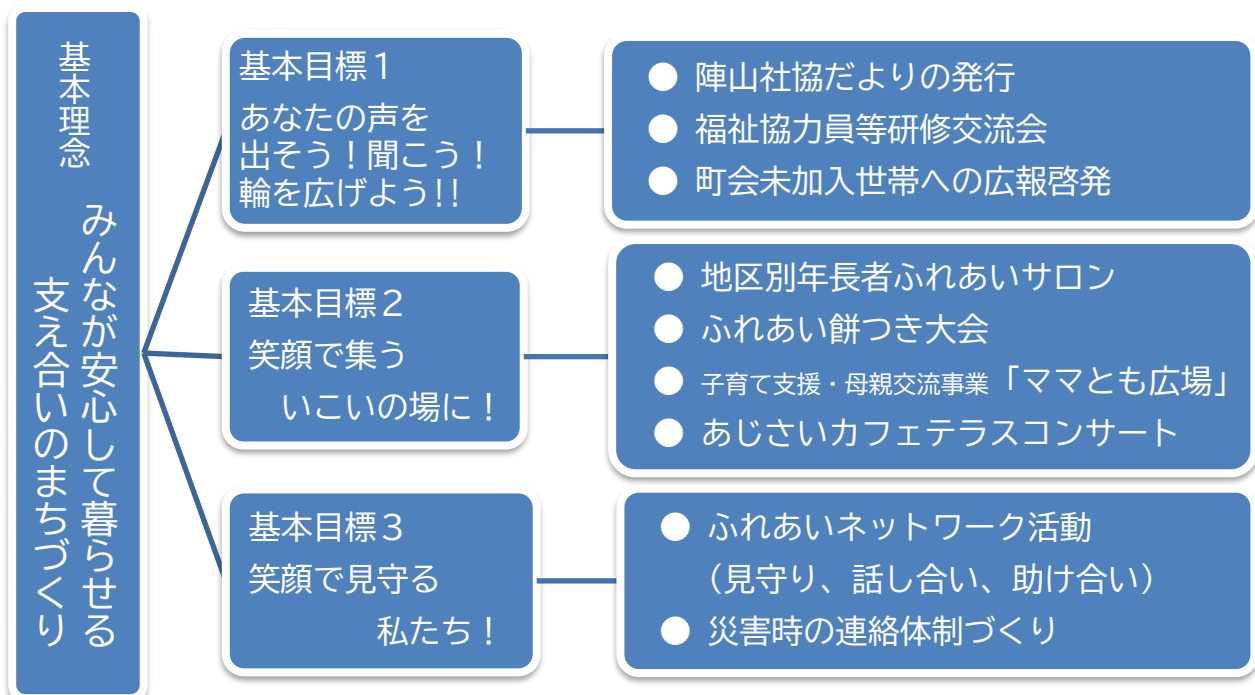 基本理念
みんなが安心して暮らせる
支え合いのまちづくり
基本目標１
あなたの声を
出そう！聞こう！
輪を広げよう!!
● 陣山社協だよりの発行
● 福祉協力員等研修交流会
● 町会未加入世帯への広報啓発
基本目標２
笑顔で集う
いこいの場に！
● 地区別年長者ふれあいサロン
● ふれあい餅つき大会
● 子育て支援・母親交流事業「ママとも広場」
● あじさいカフェテラスコンサート
基本目標３
笑顔で見守る
私たち！
● ふれあいネットワーク活動
（見守り、話し合い、助け合い）
● 災害時の連絡体制づくり